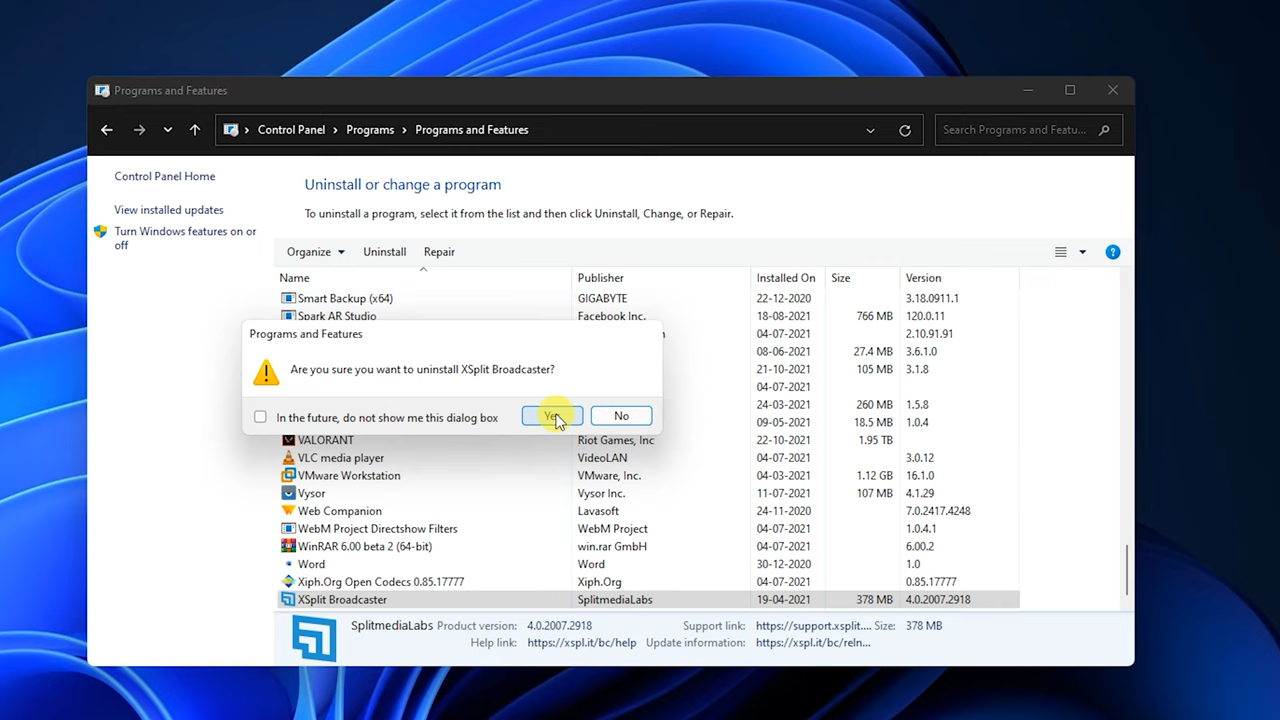 Programs and Features
Control Panel › Programs › Programs and Features
Search Programs and Featu...
Control Panel Home
View installed updates
Turn Windows features on or
off
Uninstall or change a program
To uninstall a program, select it from the list and then click Uninstall, Change, or Repair.
Organize Uninstall Repair
Name Publisher Installed On Size Version
Smart Backup (x64) GIGABYTE 22-12-2020 3.18.0911.1
Spark AR Studio Facebook Inc. 18-08-2021 766 MB 120.0.11
04-07-2021 2.10.91.91
08-06-2021 27.4 MB 3.6.1.0
21-10-2021 105 MB 3.1.8
04-07-2021
24-03-2021 260 MB 1.5.8
09-05-2021 18.5 MB 1.0.4
Programs and Features
Are you sure you want to uninstall XSplit Broadcaster?
In the future, do not show me this dialog box Yes No
VALORANT Riot Games, Inc 22-10-2021 1.95 TB
VLC media player VideoLAN 04-07-2021 3.0.12
VMware Workstation VMware, Inc. 04-03-2021 1.12 GB 16.1.0
Vysor Vysor Inc. 11-07-2021 107 MB 4.1.29
Web Companion Lavasoft 24-11-2020 7.0.2417.4248
WebM Project Directshow Filters WebM Project 04-07-2021 1.0.4.1
WinRAR 6.00 beta 2 (64-bit) win.rar GmbH 04-07-2021 6.00.2
Word Word 30-12-2020 1.0
Xiph.Org Open Codecs 0.85.17777 Xiph.Org 04-07-2021 0.85.17777
XSplit Broadcaster SplitmediaLabs 19-04-2021 378 MB 4.0.2007.2918
SplitmediaLabs Product version: 4.0.2007.2918 Support link: https://support.xsplit.... Size: 378 MB
Help link: https://xspl.it/bc/help Update information: https://xspl.it/bc/reln...